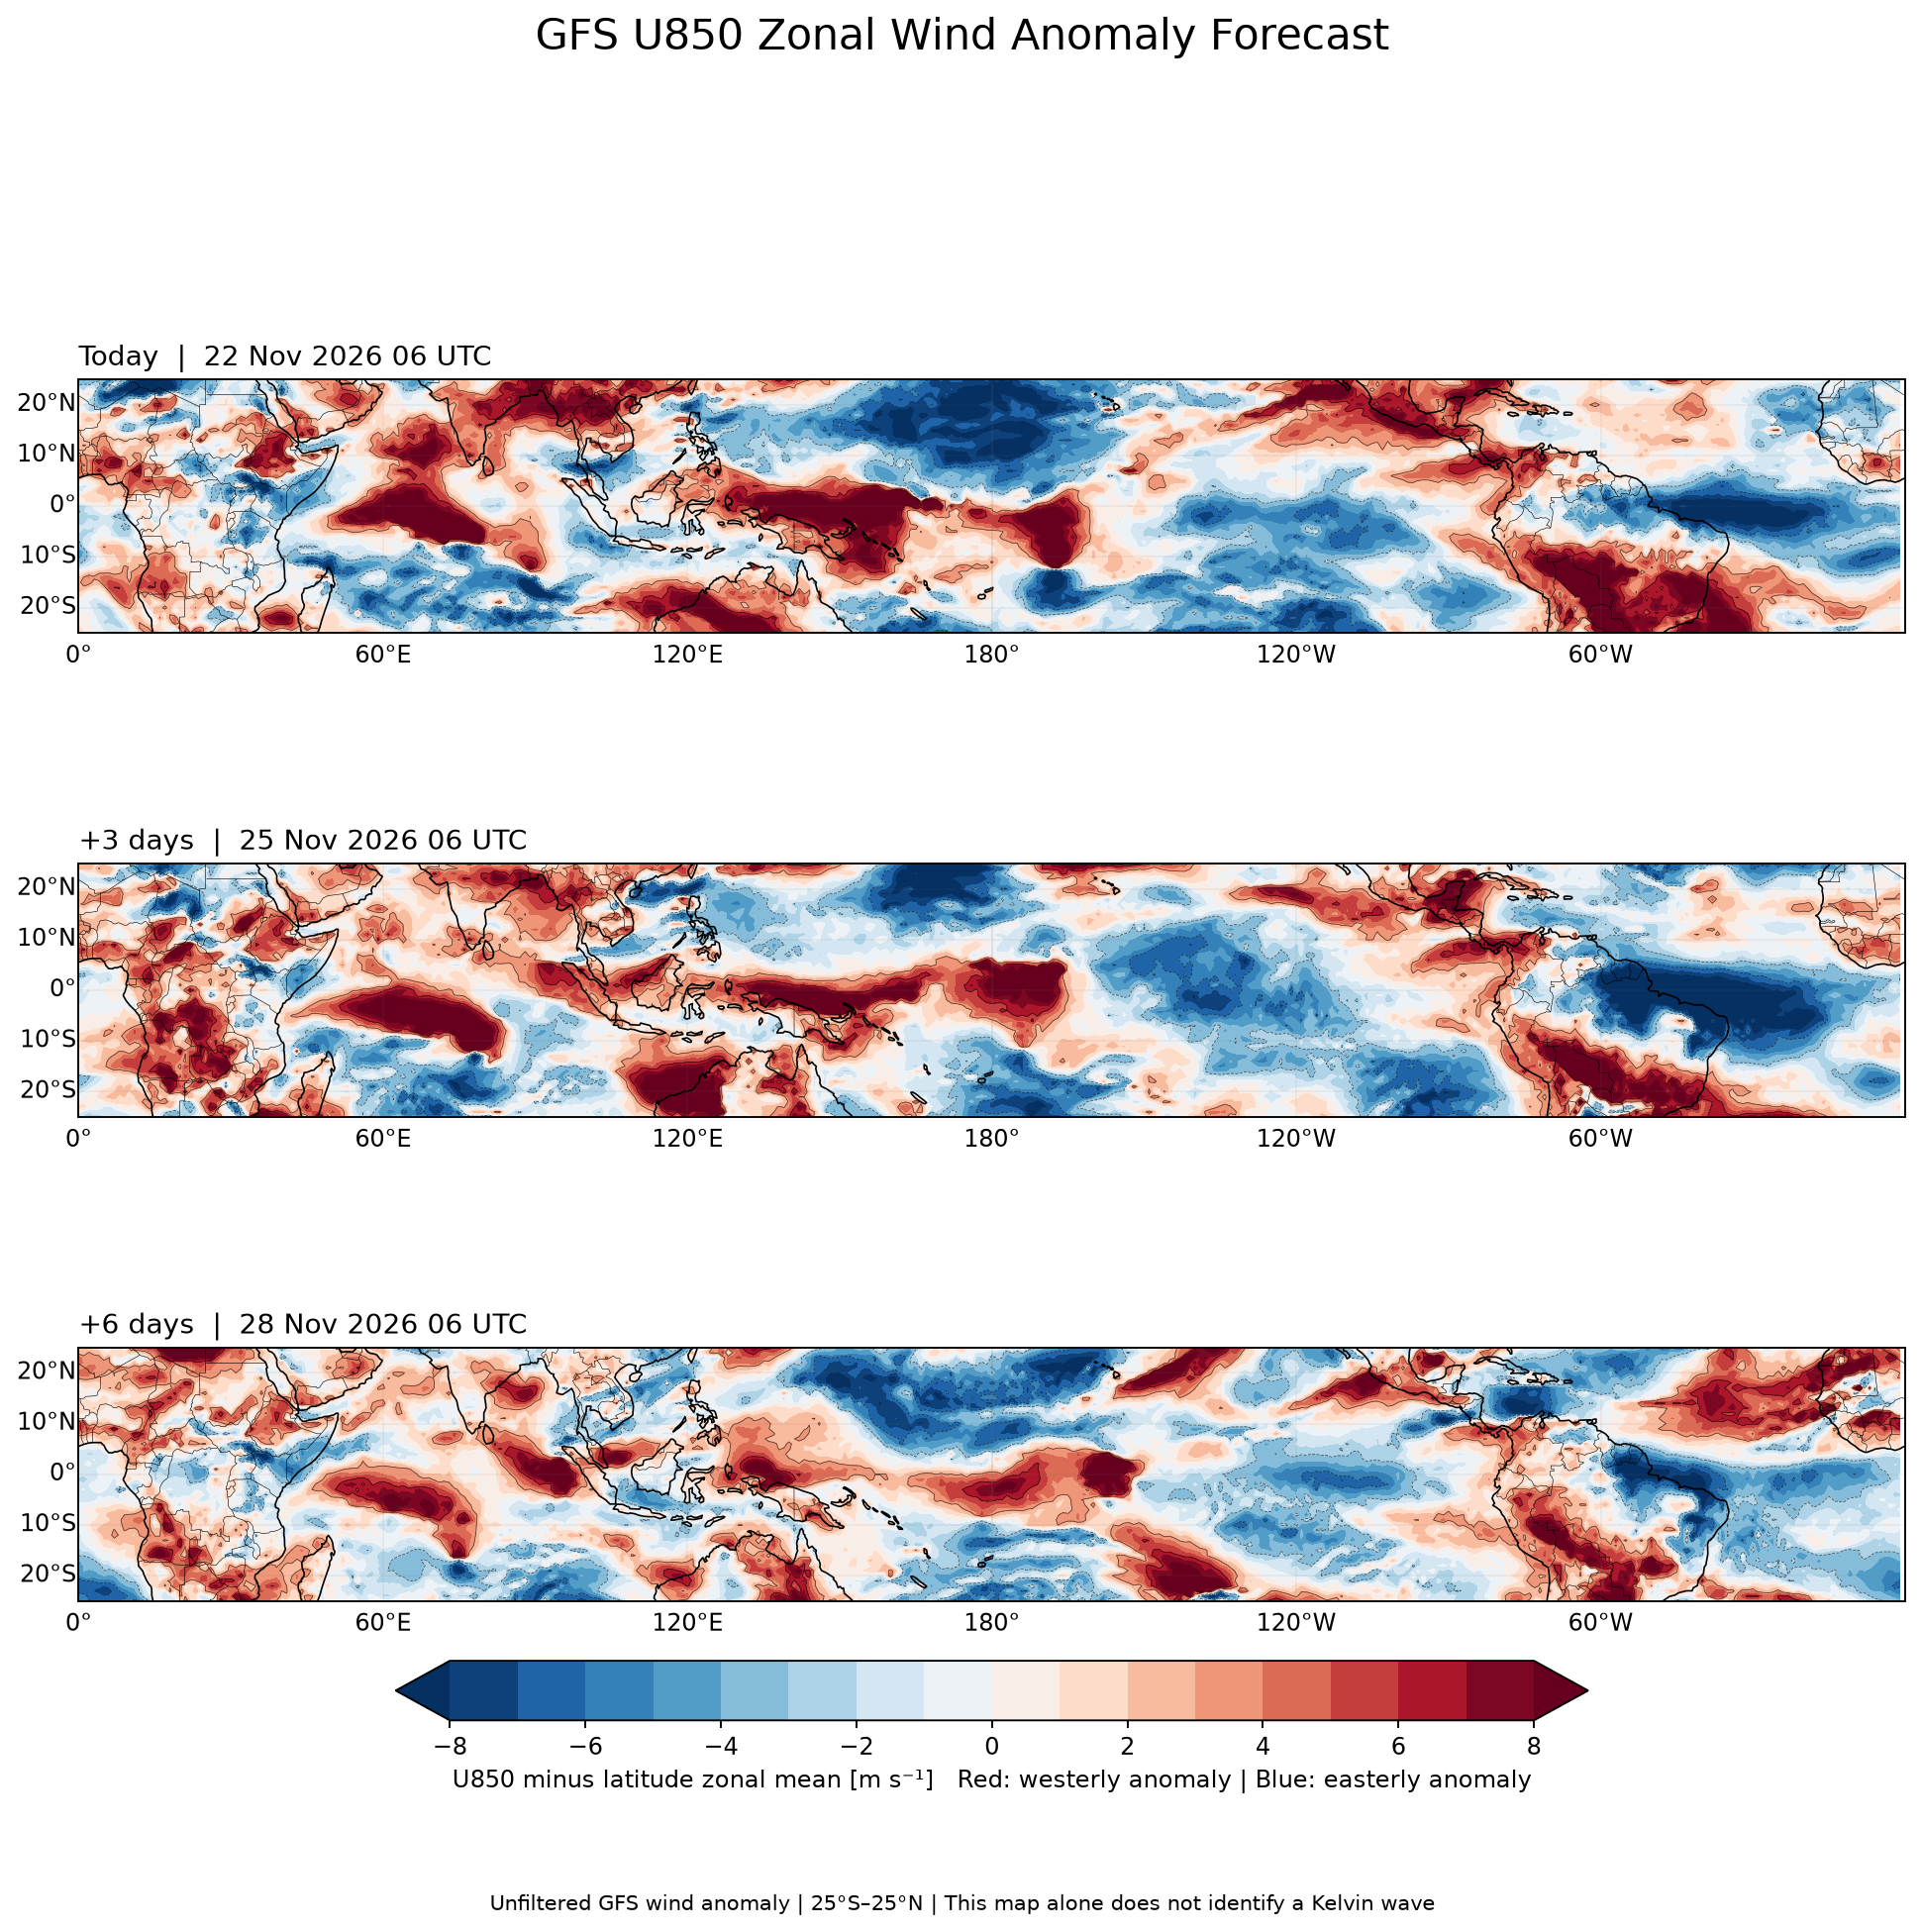 GFS U850 Zonal Wind Anomaly Forecast
Today | 22 Nov 2026 06 UTC
20°N
10°N
0°
10°S
20°S
0° 60°E 120°E 180° 120°W 60°W
+3 days | 25 Nov 2026 06 UTC
20°N
10°N
0°
10°S
20°S
0° 60°E 120°E 180° 120°W 60°W
+6 days | 28 Nov 2026 06 UTC
20°N
10°N
0°
10°S
20°S
0° 60°E 120°E 180° 120°W 60°W
−8 −6 −4 −2 0 2 4 6 8
U850 minus latitude zonal mean [m s⁻¹] Red: westerly anomaly | Blue: easterly anomaly
Unfiltered GFS wind anomaly | 25°S–25°N | This map alone does not identify a Kelvin wave